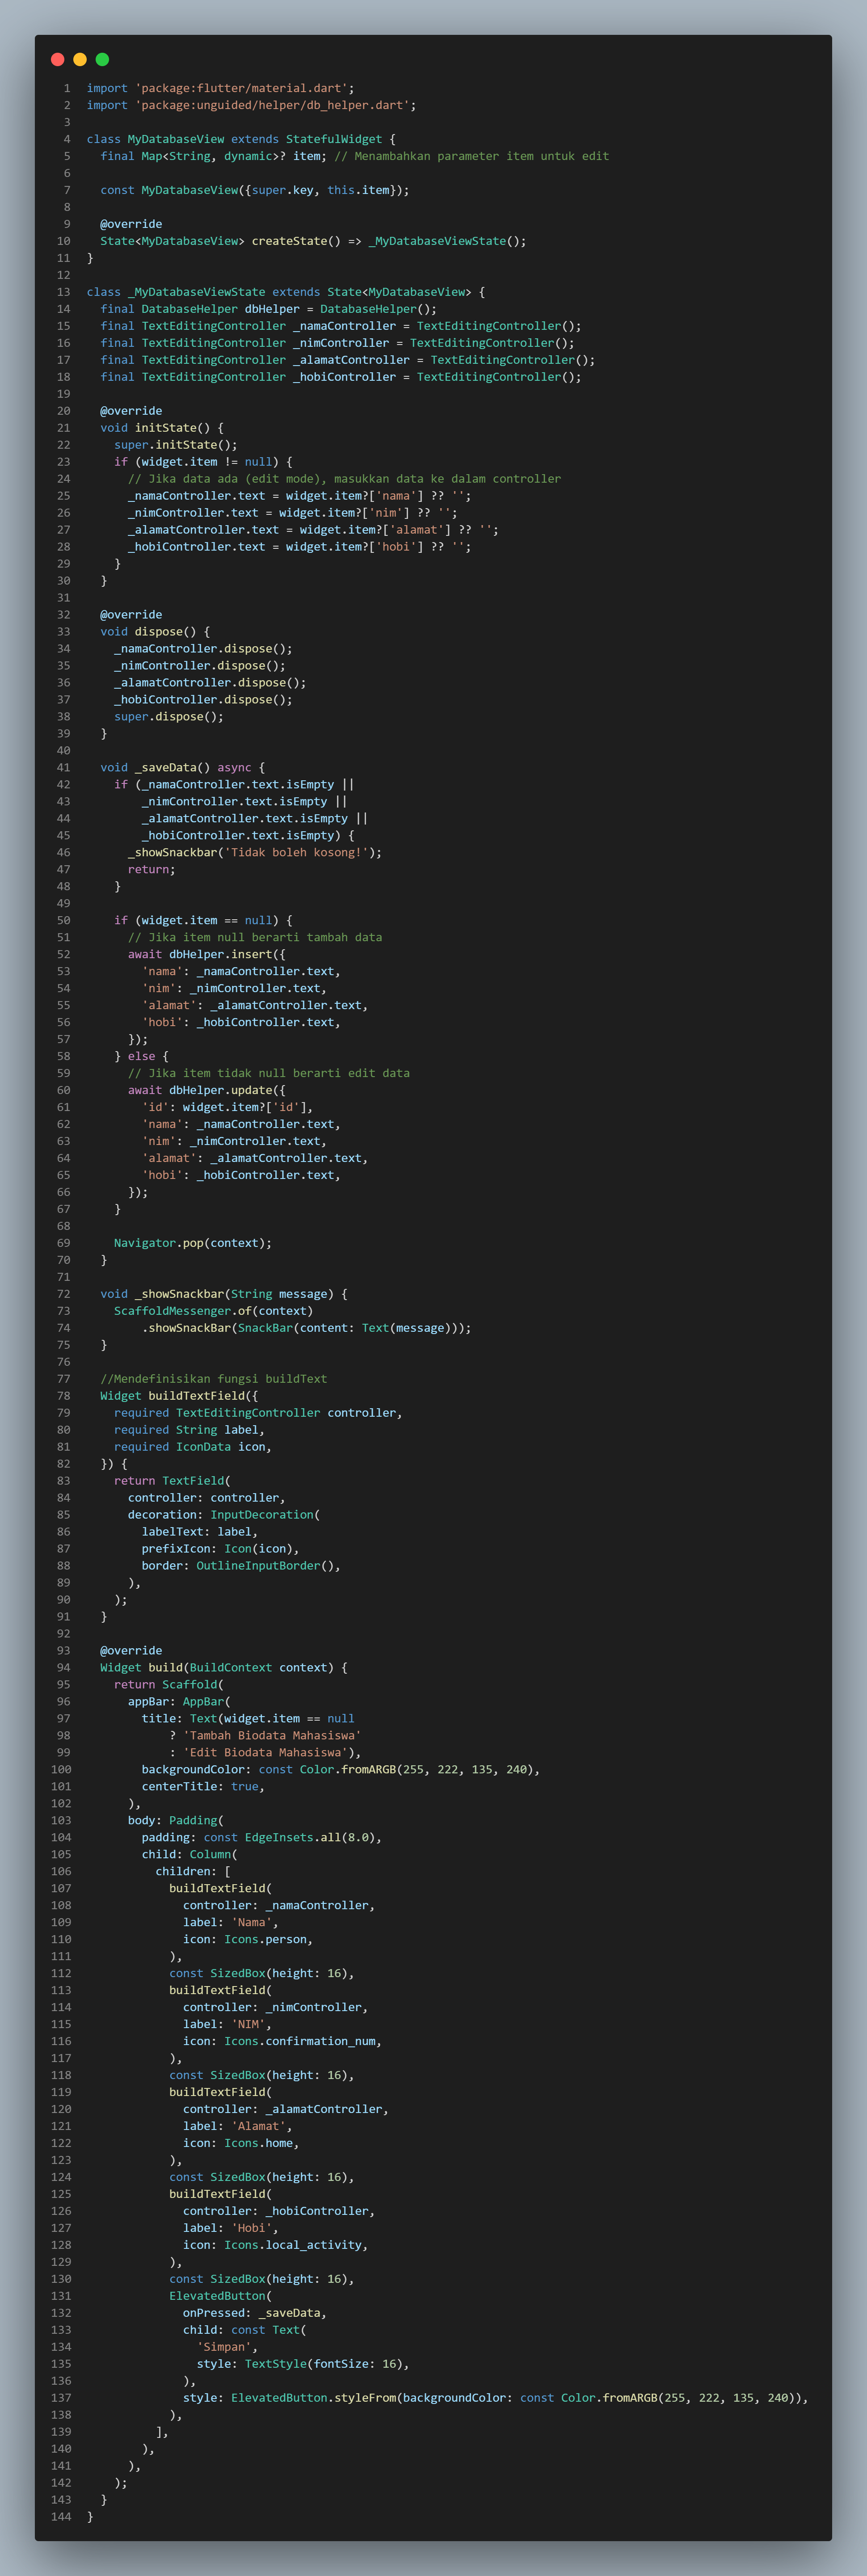 1 import 'package:flutter/material.dart';
2 import 'package:unguided/helper/db_helper.dart';
3
4 class MyDatabaseView extends StatefulWidget {
5   final Map<String, dynamic>? item; // Menambahkan parameter item untuk edit
6
7   const MyDatabaseView({super.key, this.item});
8
9   @override
10   State<MyDatabaseView> createState() => _MyDatabaseViewState();
11 }
12
13 class _MyDatabaseViewState extends State<MyDatabaseView> {
14   final DatabaseHelper dbHelper = DatabaseHelper();
15   final TextEditingController _namaController = TextEditingController();
16   final TextEditingController _nimController = TextEditingController();
17   final TextEditingController _alamatController = TextEditingController();
18   final TextEditingController _hobiController = TextEditingController();
19
20   @override
21   void initState() {
22     super.initState();
23     if (widget.item != null) {
24       // Jika data ada (edit mode), masukkan data ke dalam controller
25       _namaController.text = widget.item?['nama'] ?? '';
26       _nimController.text = widget.item?['nim'] ?? '';
27       _alamatController.text = widget.item?['alamat'] ?? '';
28       _hobiController.text = widget.item?['hobi'] ?? '';
29     }
30   }
31
32   @override
33   void dispose() {
34     _namaController.dispose();
35     _nimController.dispose();
36     _alamatController.dispose();
37     _hobiController.dispose();
38     super.dispose();
39   }
40
41   void _saveData() async {
42     if (_namaController.text.isEmpty ||
43         _nimController.text.isEmpty ||
44         _alamatController.text.isEmpty ||
45         _hobiController.text.isEmpty) {
46       _showSnackbar('Tidak boleh kosong!');
47       return;
48     }
49
50     if (widget.item == null) {
51       // Jika item null berarti tambah data
52       await dbHelper.insert({
53         'nama': _namaController.text,
54         'nim': _nimController.text,
55         'alamat': _alamatController.text,
56         'hobi': _hobiController.text,
57       });
58     } else {
59       // Jika item tidak null berarti edit data
60       await dbHelper.update({
61         'id': widget.item?['id'],
62         'nama': _namaController.text,
63         'nim': _nimController.text,
64         'alamat': _alamatController.text,
65         'hobi': _hobiController.text,
66       });
67     }
68
69     Navigator.pop(context);
70   }
71
72   void _showSnackbar(String message) {
73     ScaffoldMessenger.of(context)
74         .showSnackBar(SnackBar(content: Text(message)));
75   }
76
77   //Mendefinisikan fungsi buildText
78   Widget buildTextField({
79     required TextEditingController controller,
80     required String label,
81     required IconData icon,
82   }) {
83     return TextField(
84       controller: controller,
85       decoration: InputDecoration(
86         labelText: label,
87         prefixIcon: Icon(icon),
88         border: OutlineInputBorder(),
89       ),
90     );
91   }
92
93   @override
94   Widget build(BuildContext context) {
95     return Scaffold(
96       appBar: AppBar(
97         title: Text(widget.item == null
98             ? 'Tambah Biodata Mahasiswa'
99             : 'Edit Biodata Mahasiswa'),
100         backgroundColor: const Color.fromARGB(255, 222, 135, 240),
101         centerTitle: true,
102       ),
103       body: Padding(
104         padding: const EdgeInsets.all(8.0),
105         child: Column(
106           children: [
107             buildTextField(
108               controller: _namaController,
109               label: 'Nama',
110               icon: Icons.person,
111             ),
112             const SizedBox(height: 16),
113             buildTextField(
114               controller: _nimController,
115               label: 'NIM',
116               icon: Icons.confirmation_num,
117             ),
118             const SizedBox(height: 16),
119             buildTextField(
120               controller: _alamatController,
121               label: 'Alamat',
122               icon: Icons.home,
123             ),
124             const SizedBox(height: 16),
125             buildTextField(
126               controller: _hobiController,
127               label: 'Hobi',
128               icon: Icons.local_activity,
129             ),
130             const SizedBox(height: 16),
131             ElevatedButton(
132               onPressed: _saveData,
133               child: const Text(
134                 'Simpan',
135                 style: TextStyle(fontSize: 16),
136               ),
137               style: ElevatedButton.styleFrom(backgroundColor: const Color.fromARGB(255, 222, 135, 240)),
138             ),
139           ],
140         ),
141       ),
142     );
143   }
144 }